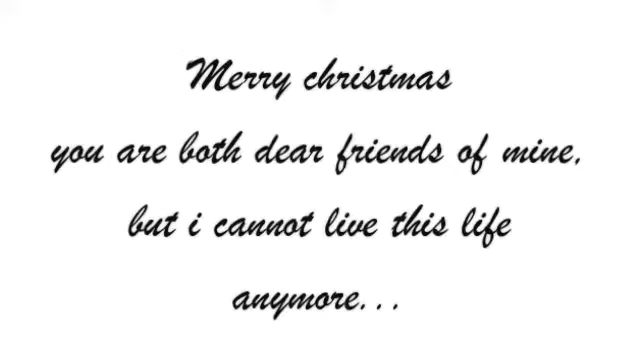 Merry christmas
you are both dear friends of mine,
but i cannot live this life
anymore...